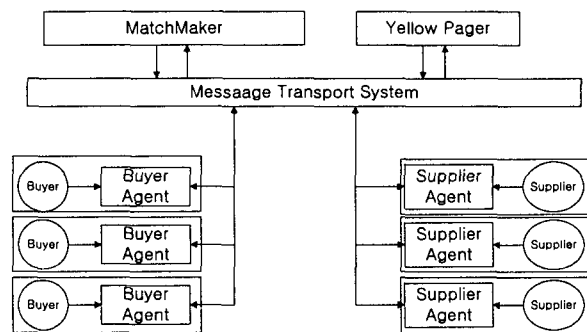 MatchMaker
Yellow Pager
Messaage Transport System
Buyer
Buyer
Agent
Supplier
Agent
Supplier
Buyer
Buyer
Agent
Supplier
Agent
Supplier
Buyer
Buyer
Agent
Supplier
Agent
Supplier